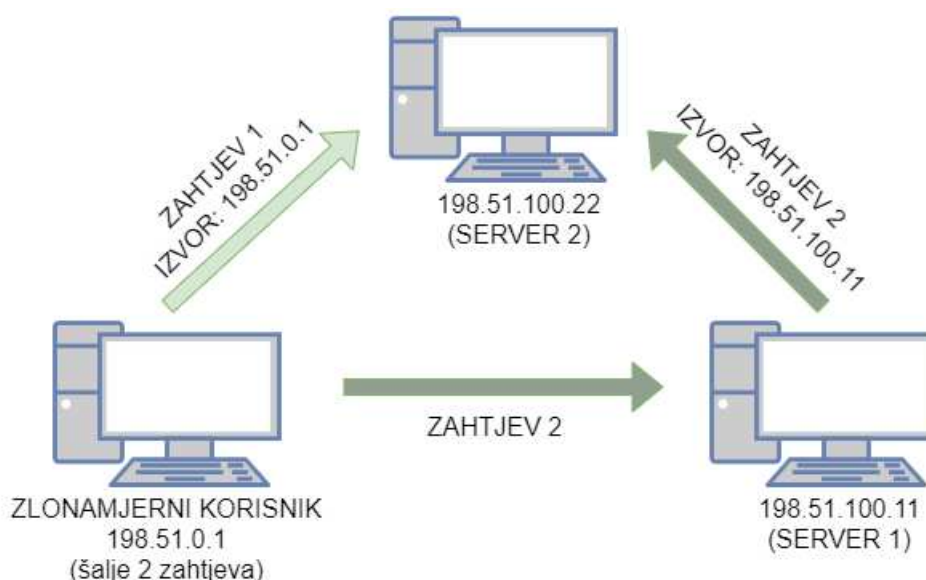 ZAHTJEV 1
IZVOR: 198.51.0.1
ZAHTJEV 2
IZVOR: 198.51.100.11
198.51.100.22
(SERVER 2)
ZAHTJEV 2
ZLONAMJERNI KORISNIK
198.51.0.1
(šalje 2 zahtjeva)
198.51.100.11
(SERVER 1)